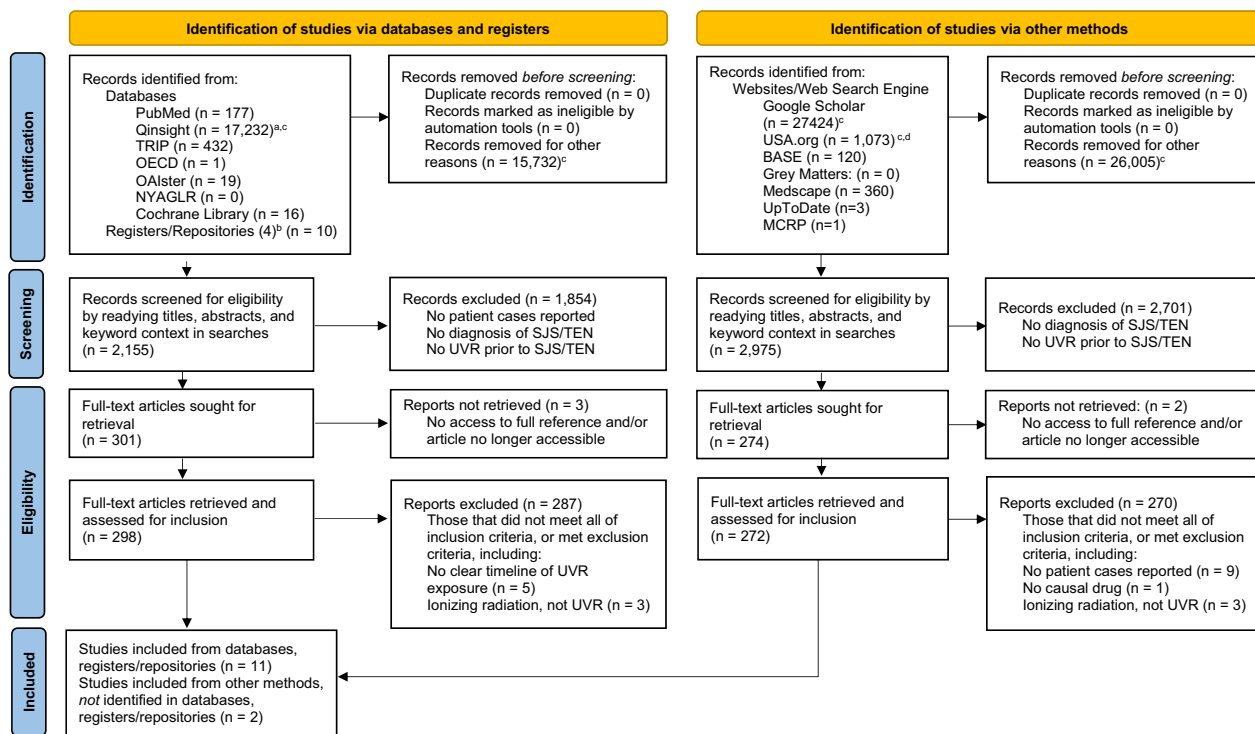 Identification of studies via databases and registers
Identification of studies via other methods
Identification
Records identified from:
Databases
PubMed (n = 177)
Qinsight (n = 17,232)a,c
TRIP (n = 432)
OECD (n = 1)
OAIster (n = 19)
NYAGLR (n = 0)
Cochrane Library (n = 16)
Registers/Repositories (4)b (n = 10)
Records removed before screening:
Duplicate records removed (n = 0)
Records marked as ineligible by
automation tools (n = 0)
Records removed for other
reasons (n = 15,732)c
Records identified from:
Websites/Web Search Engine
Google Scholar
(n = 27424)c
USA.org (n = 1,073) c,d
BASE (n = 120)
Grey Matters: (n = 0)
Medscape (n = 360)
UpToDate (n=3)
MCRP (n=1)
Records removed before screening:
Duplicate records removed (n = 0)
Records marked as ineligible by
automation tools (n = 0)
Records removed for other
reasons (n = 26,005)c
Screening
Records screened for eligibility
by readying titles, abstracts, and
keyword context in searches
(n = 2,155)
Records excluded (n = 1,854)
No patient cases reported
No diagnosis of SJS/TEN
No UVR prior to SJS/TEN
Records screened for eligibility by
readying titles, abstracts, and
keyword context in searches
(n = 2,975)
Records excluded (n = 2,701)
No diagnosis of SJS/TEN
No UVR prior to SJS/TEN
Eligibility
Full-text articles sought for
retrieval
(n = 301)
Reports not retrieved (n = 3)
No access to full reference and/or
article no longer accessible
Full-text articles sought for
retrieval
(n = 274)
Reports not retrieved: (n = 2)
No access to full reference and/or
article no longer accessible
Full-text articles retrieved and
assessed for inclusion
(n = 298)
Reports excluded (n = 287)
Those that did not meet all of
inclusion criteria, or met exclusion
criteria, including:
No clear timeline of UVR
exposure (n = 5)
Ionizing radiation, not UVR (n = 3)
Full-text articles retrieved and
assessed for inclusion
(n = 272)
Reports excluded (n = 270)
Those that did not meet all of
inclusion criteria, or met exclusion
criteria, including:
No patient cases reported (n = 9)
No causal drug (n = 1)
Ionizing radiation, not UVR (n = 3)
Included
Studies included from databases,
registers/repositories (n = 11)
Studies included from other methods,
not identified in databases,
registers/repositories (n = 2)